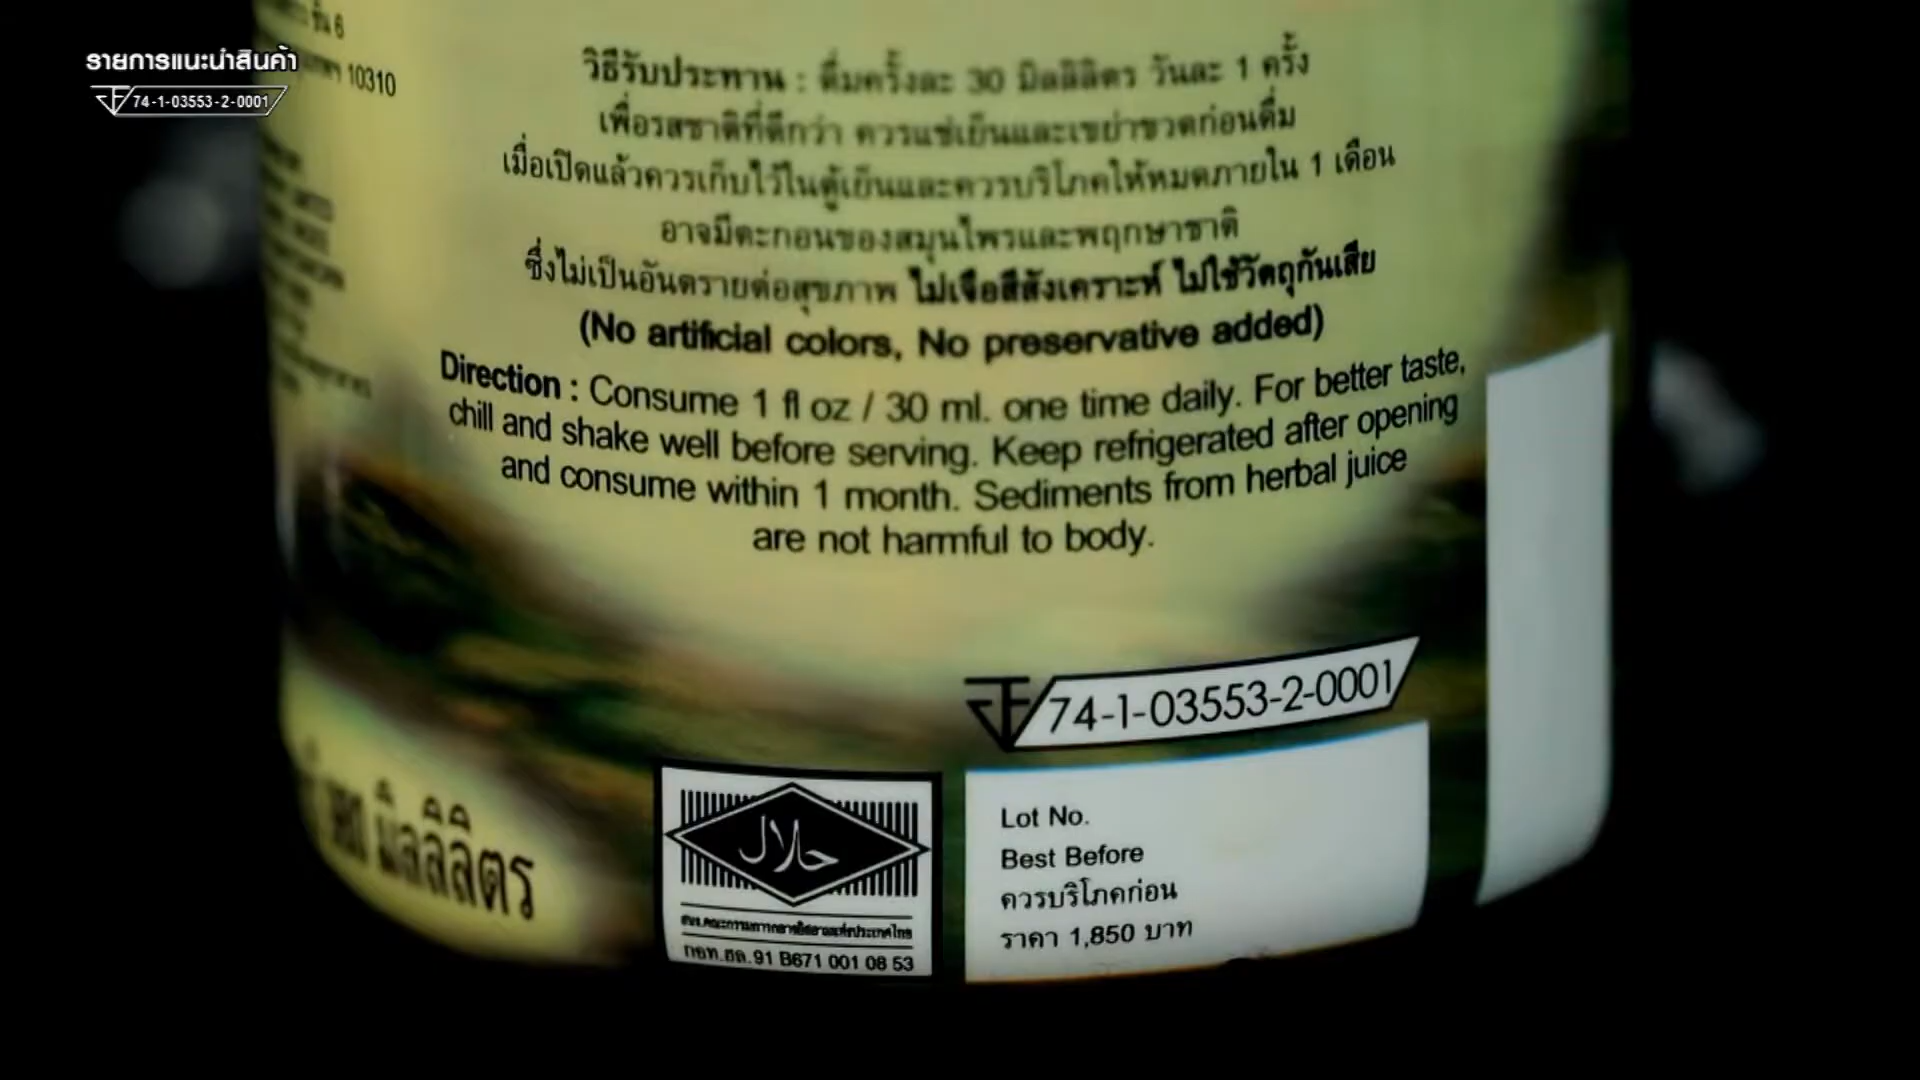 รายการแนะนำสินค้า
74-1-03553-2-0001
ชั้น 6
10310
วิธีรับประทาน : ดื่มครั้งละ 30 มิลลิลิตร วันละ 1 ครั้ง
เพื่อรสชาติที่ดีกว่า ควรแช่เย็นและเขย่าขวดก่อนดื่ม
เมื่อเปิดแล้วควรเก็บไว้ในตู้เย็นและควรบริโภคให้หมดภายใน 1 เดือน
อาจมีตะกอนของสมุนไพรและพฤกษาชาติ
ซึ่งไม่เป็นอันตรายต่อสุขภาพ ไม่เจือสีสังเคราะห์ ไม่ใช้วัตถุกันเสีย
(No artificial colors, No preservative added)
Direction : Consume 1 fl oz / 30 ml. one time daily. For better taste,
chill and shake well before serving. Keep refrigerated after opening
and consume within 1 month. Sediments from herbal juice
are not harmful to body.
74-1-03553-2-0001
มิลลิลิตร
حلال
กอท.ฮล. 91 B671 001 08 53
Lot No.
Best Before
ควรบริโภคก่อน
ราคา 1,850 บาท